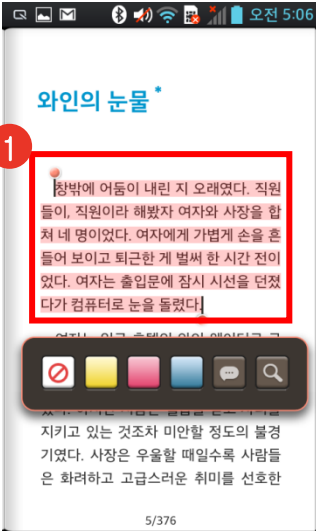 오전 5:06
와인의 눈물 *
1
창밖에 어둠이 내린 지 오래였다. 직원
들이, 직원이라 해봤자 여자와 사장을 합
쳐 네 명이었다. 여자에게 가볍게 손을 흔
들어 보이고 퇴근한 게 벌써 한 시간 전이
었다. 여자는 출입문에 잠시 시선을 던졌
다가 컴퓨터로 눈을 돌렸다.
지키고 있는 것조차 미안할 정도의 불경
기였다. 사장은 우울할 때일수록 사람들
은 화려하고 고급스러운 취미를 선호한
5/376